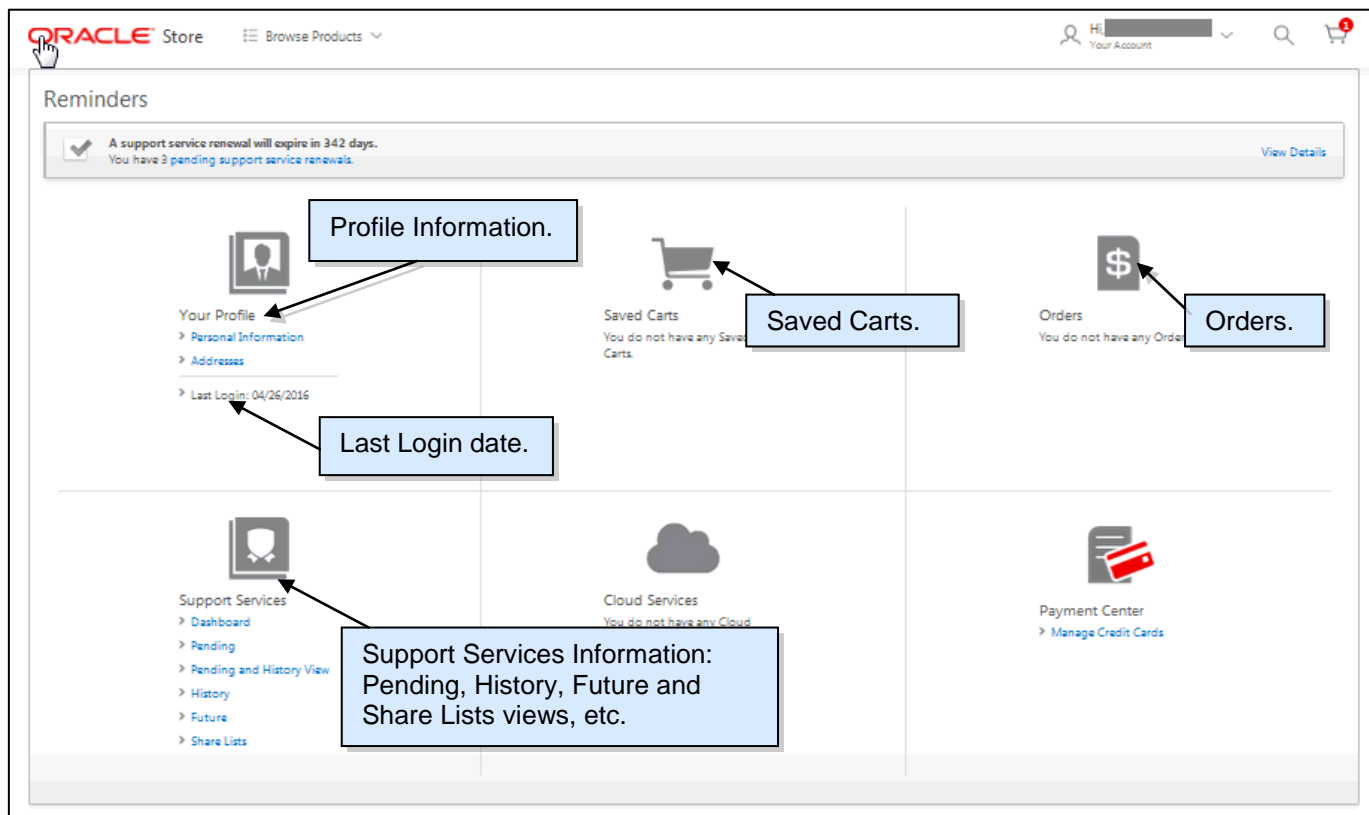 ORACLE Store
Browse Products
Hi,
Your Account
1
Reminders
A support service renewal will expire in 342 days.
You have 3 pending support service renewals.
View Details
Profile Information.
Your Profile
Personal Information
Addresses
Last Login: 04/26/2016
Last Login date.
Saved Carts
You do not have any
Carts.
Saved Carts.
Orders
You do not have any
Orders.
Support Services
Dashboard
Pending
Pending and History View
History
Future
Share Lists
Support Services Information:
Pending, History, Future and
Share Lists views, etc.
Cloud Services
You do not have any Cloud
Payment Center
Manage Credit Cards